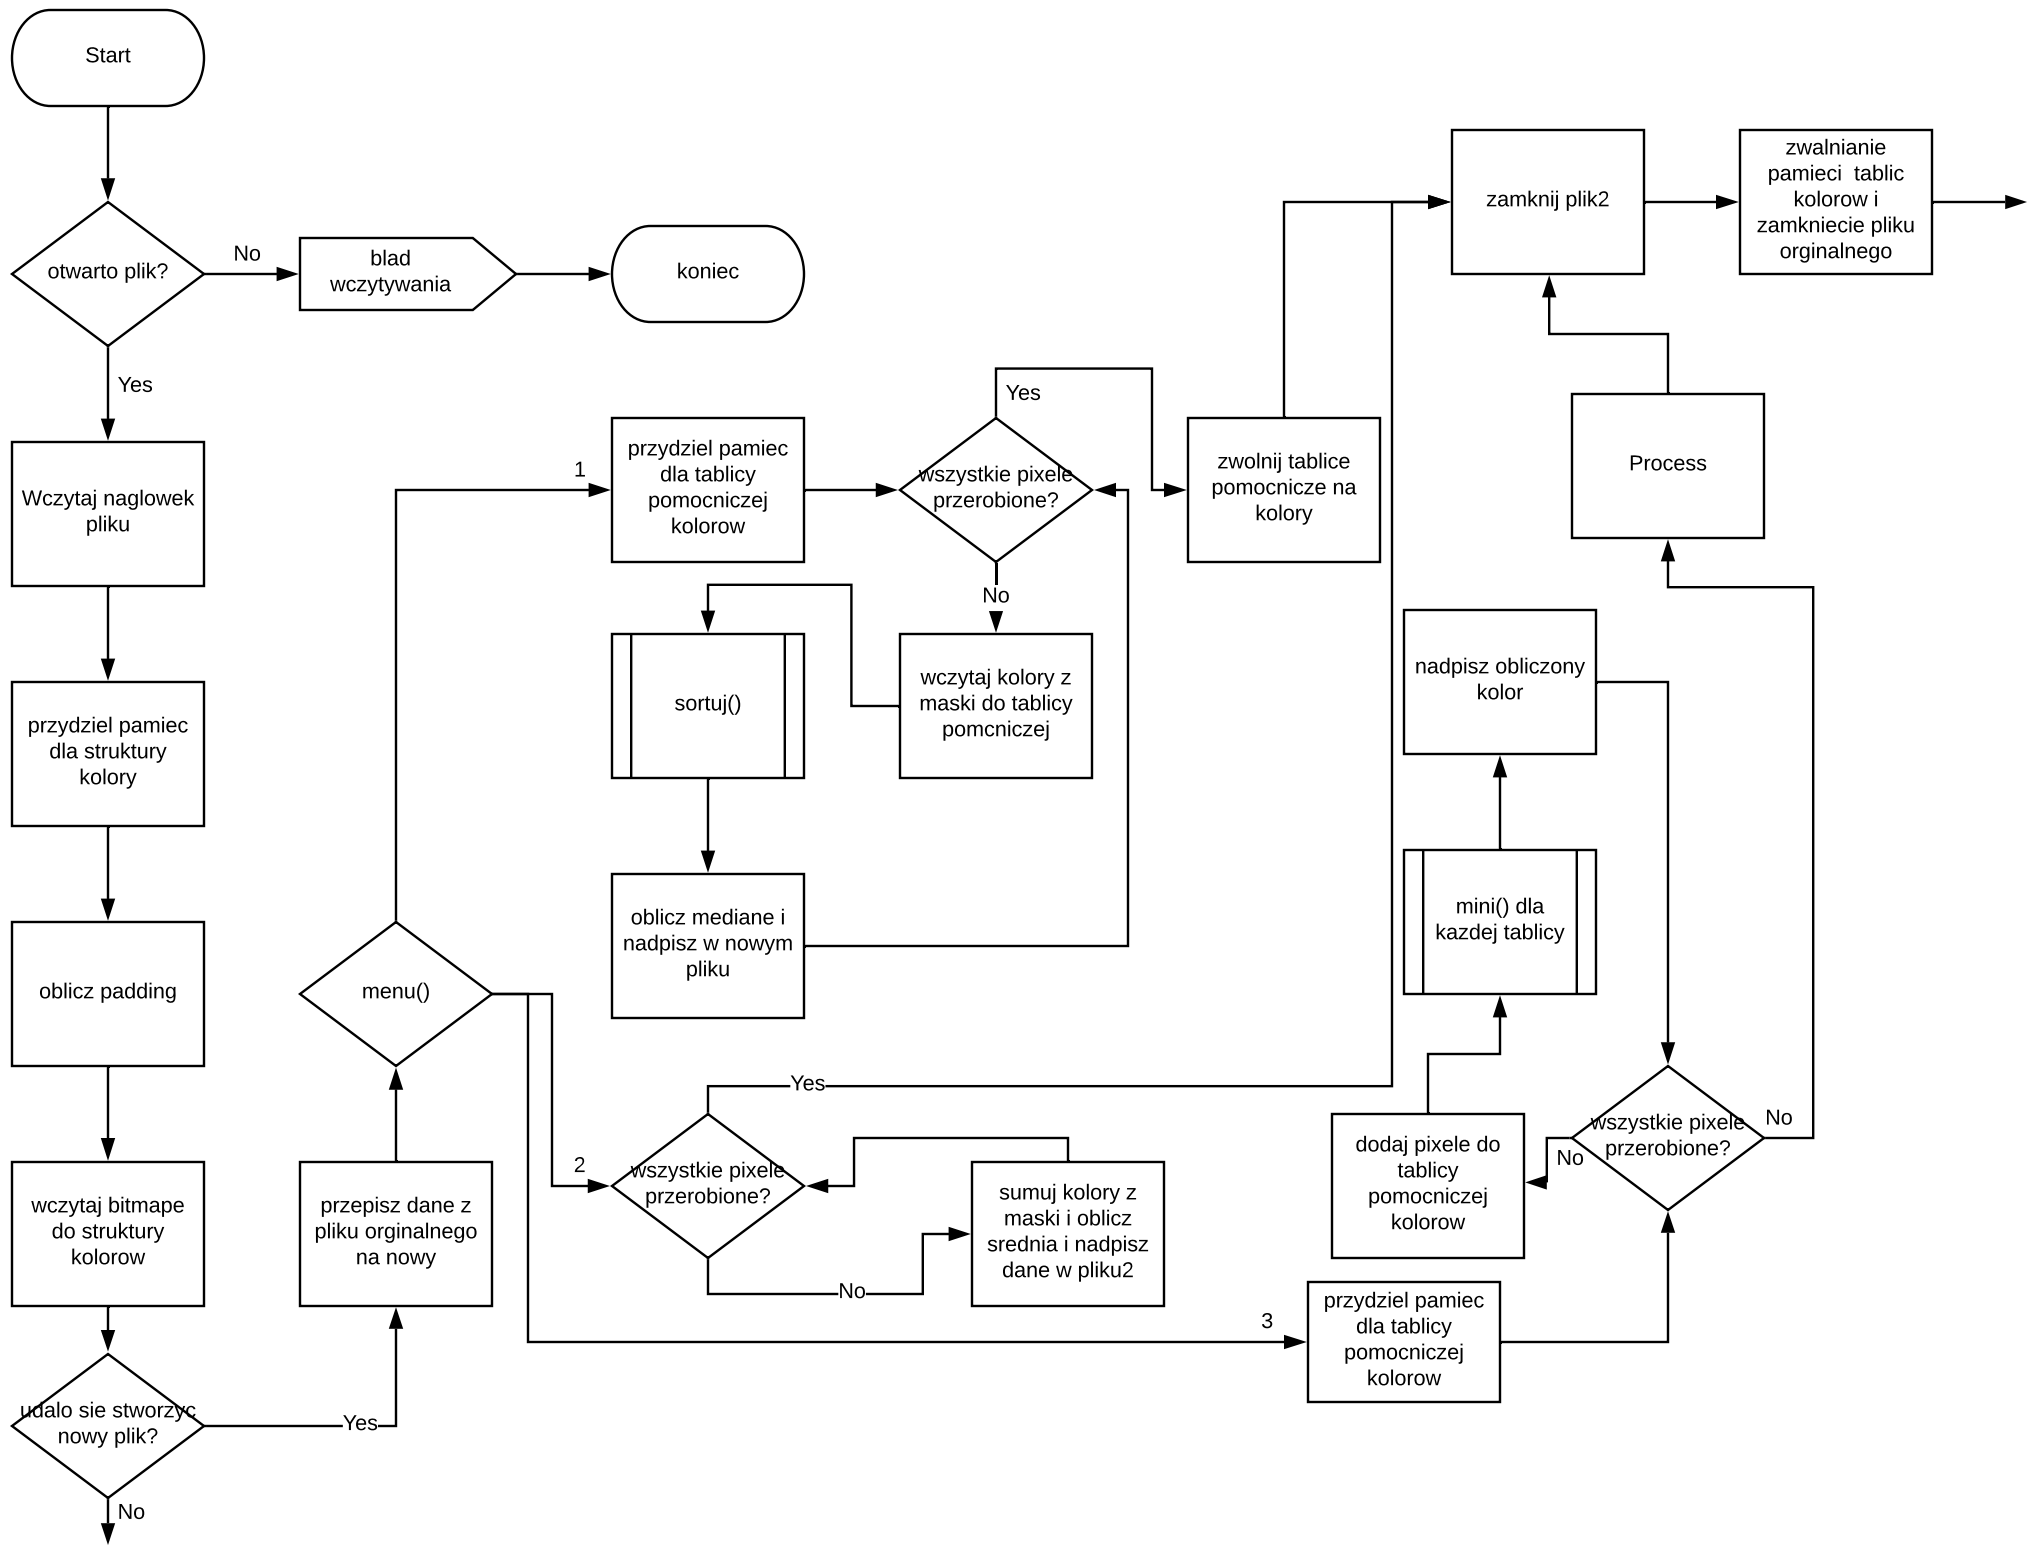 Start
otwarto plik?
No
blad
wczytywania
koniec
Yes
Wczytaj naglowek
pliku
przydziel pamiec
dla struktury
kolory
oblicz padding
wczytaj bitmape
do struktury
kolorow
udalo sie stworzyc
nowy plik?
No
Yes
przepisz dane z
pliku orginalnego
na nowy
menu()
1
przydziel pamiec
dla tablicy
pomocniczej
kolorow
wszystkie pixele
przerobione?
Yes
No
wczytaj kolory z
maski do tablicy
pomcniczej
sortuj()
oblicz mediane i
nadpisz w nowym
pliku
zwolnij tablice
pomocnicze na
kolory
2
wszystkie pixele
przerobione?
Yes
No
sumuj kolory z
maski i oblicz
srednia i nadpisz
dane w pliku2
3
przydziel pamiec
dla tablicy
pomocniczej
kolorow
wszystkie pixele
przerobione?
No
No
dodaj pixele do
tablicy
pomocniczej
kolorow
mini() dla
kazdej tablicy
nadpisz obliczony
kolor
Process
zamknij plik2
zwalnianie
pamieci  tablic
kolorow i
zamkniecie pliku
orginalnego